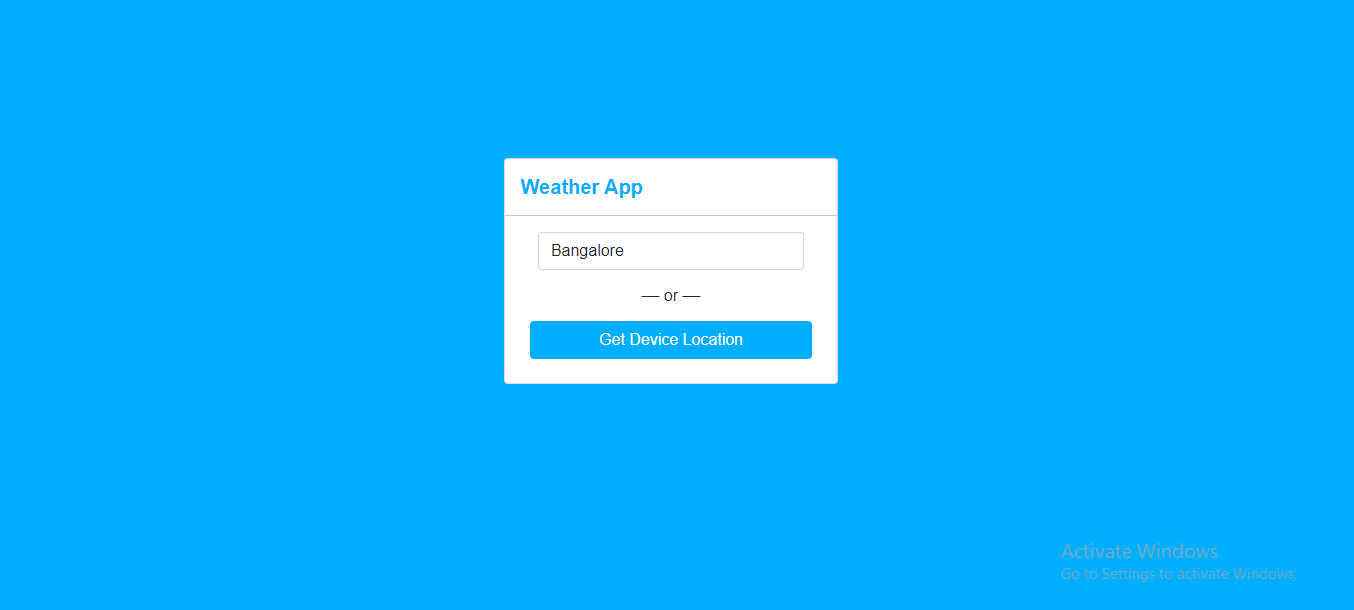 Weather App
Bangalore
— or —
Get Device Location
Activate Windows
Go to Settings to activate Windows.